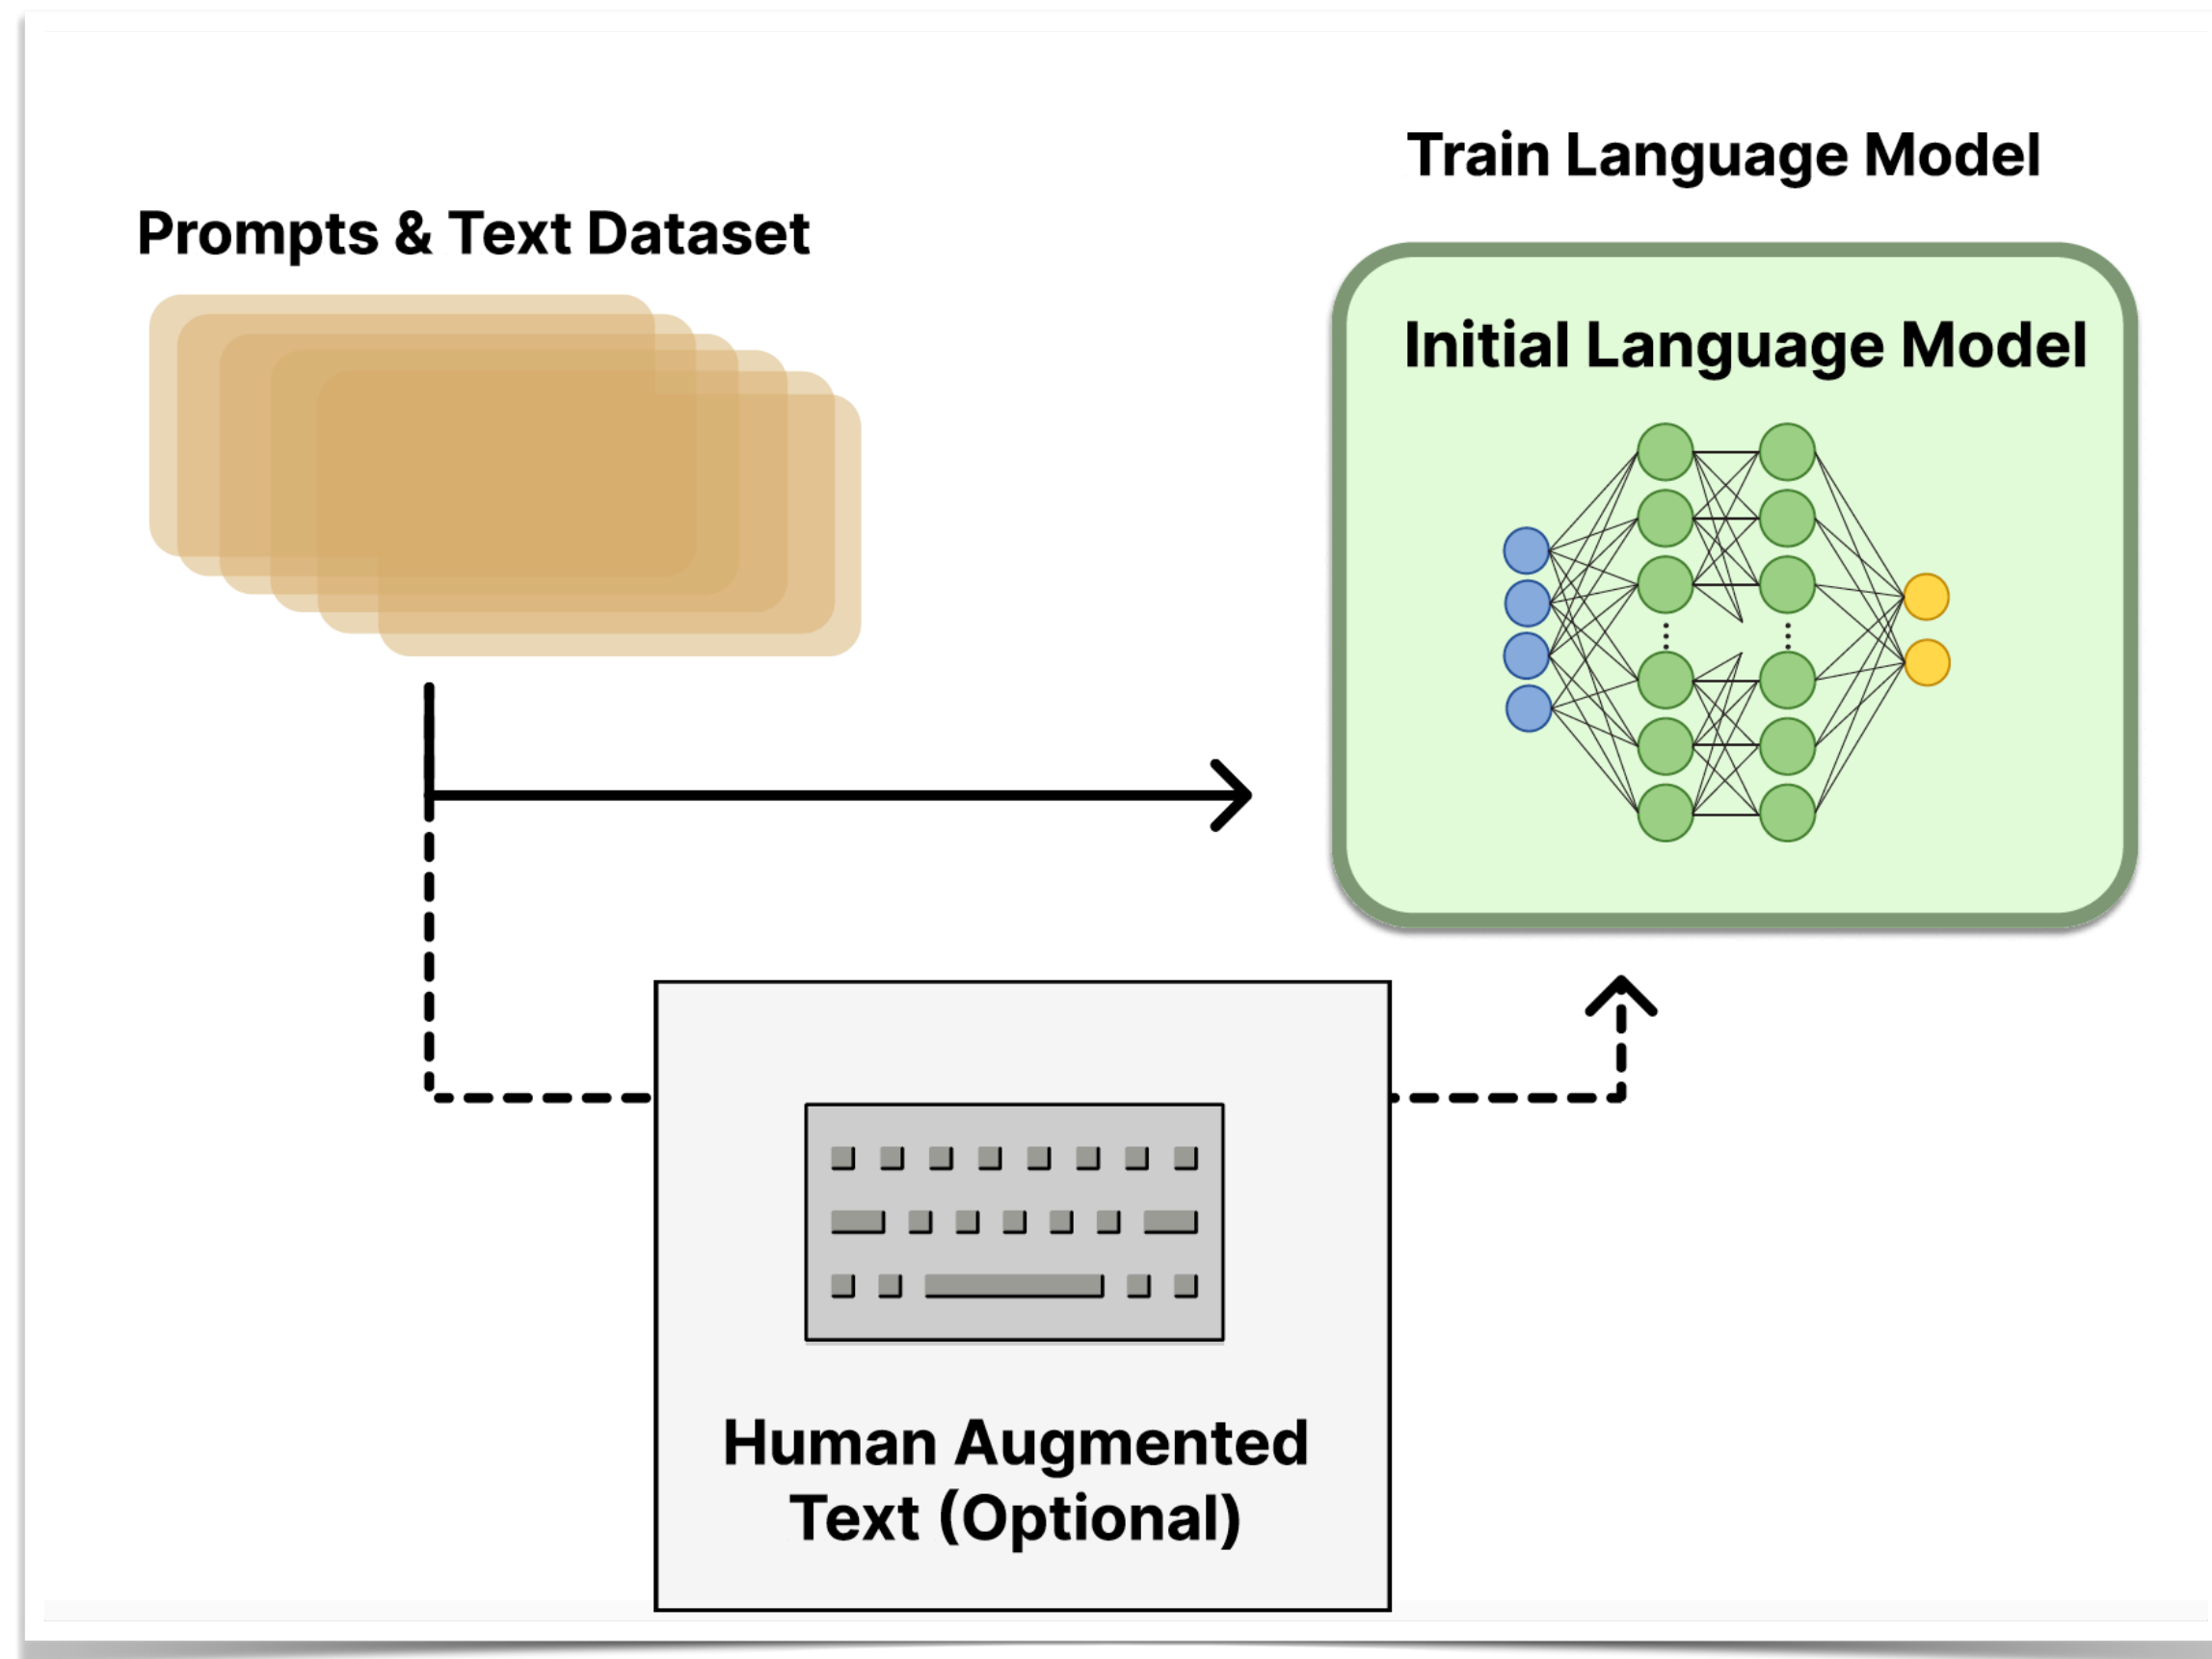 Train Language Model
Prompts & Text Dataset
Initial Language Model
Human Augmented
Text (Optional)